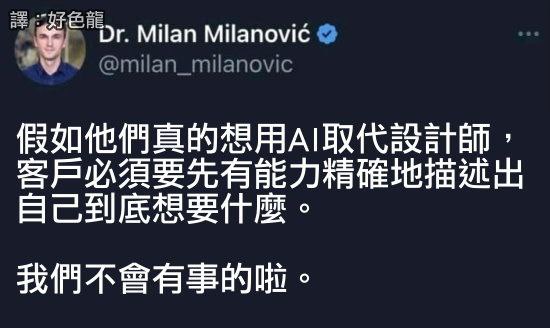 譯：好色龍
Dr. Milan Milanović
@milan_milanovic
假如他們真的想用AI取代設計師，
客戶必須要先有能力精確地描述出
自己到底想要什麼。
我們不會有事的啦。